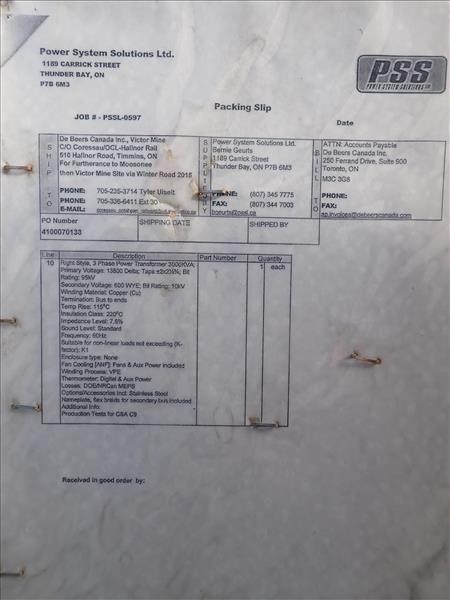 Power System Solutions Ltd.
1189 CARRICK STREET
THUNDER BAY, ON
P7B 6M3
PSS
POWER SYSTEM SOLUTIONS
Packing Slip
JOB # - PSSL-0597
Date
SHIP TO
De Beers Canada Inc., Victor Mine
C/O Coressau/OCL-Hallnor Rail
510 Hallnor Road, Timmins, ON
For Furtherance to Moosonee
then Victor Mine Site via Winter Road 2016
PHONE: 705-235-3714 Tyler
PHONE: 705-336-6411 Ext 30
E-MAIL:
Power System Solutions Ltd.
Bernie Geurts
1189 Carrick Street
Thunder Bay, ON P7B 6M3
PHONE: (807) 345 7775
FAX: (807) 344 7003
bgeurts@pssl.ca
BILL TO
ATTN: Accounts Payable
De Beers Canada Inc.
250 Ferrand Drive, Suite 900
Toronto, ON
M3C 3G8
PHONE:
FAX:
ap.invoices@debeerscanada.com
PO Number
4100070133
SHIPPING DATE
SHIPPED BY
Line Description Part Number Quantity
10 Right Style, 3 Phase Power Transformer 3000KVA; 1 each
Primary Voltage: 13800 Delta; Taps ±2x2½%; Bil
Rating: 95kV
Secondary Voltage: 600 WYE; Bil Rating: 10kV
Winding Material: Copper (Cu)
Termination: Bus to ends
Temp Rise: 115°C
Insulation Class: 220°C
Impedance Level: 7.6%
Sound Level: Standard
Frequency: 60Hz
Suitable for non-linear loads not exceeding (K-
factor): K1
Enclosure type: None
Fan Cooling [ANF]: Fans & Aux Power included
Winding Process: VPE
Thermometer: Digital & Aux Power
Losses: DOE/NRCan MEPS
Options/Accessories Incl: Stainless Steel
Nameplate, flex braids for secondary bus included
Additional Info:
Production Tests for CSA C9
Received in good order by: